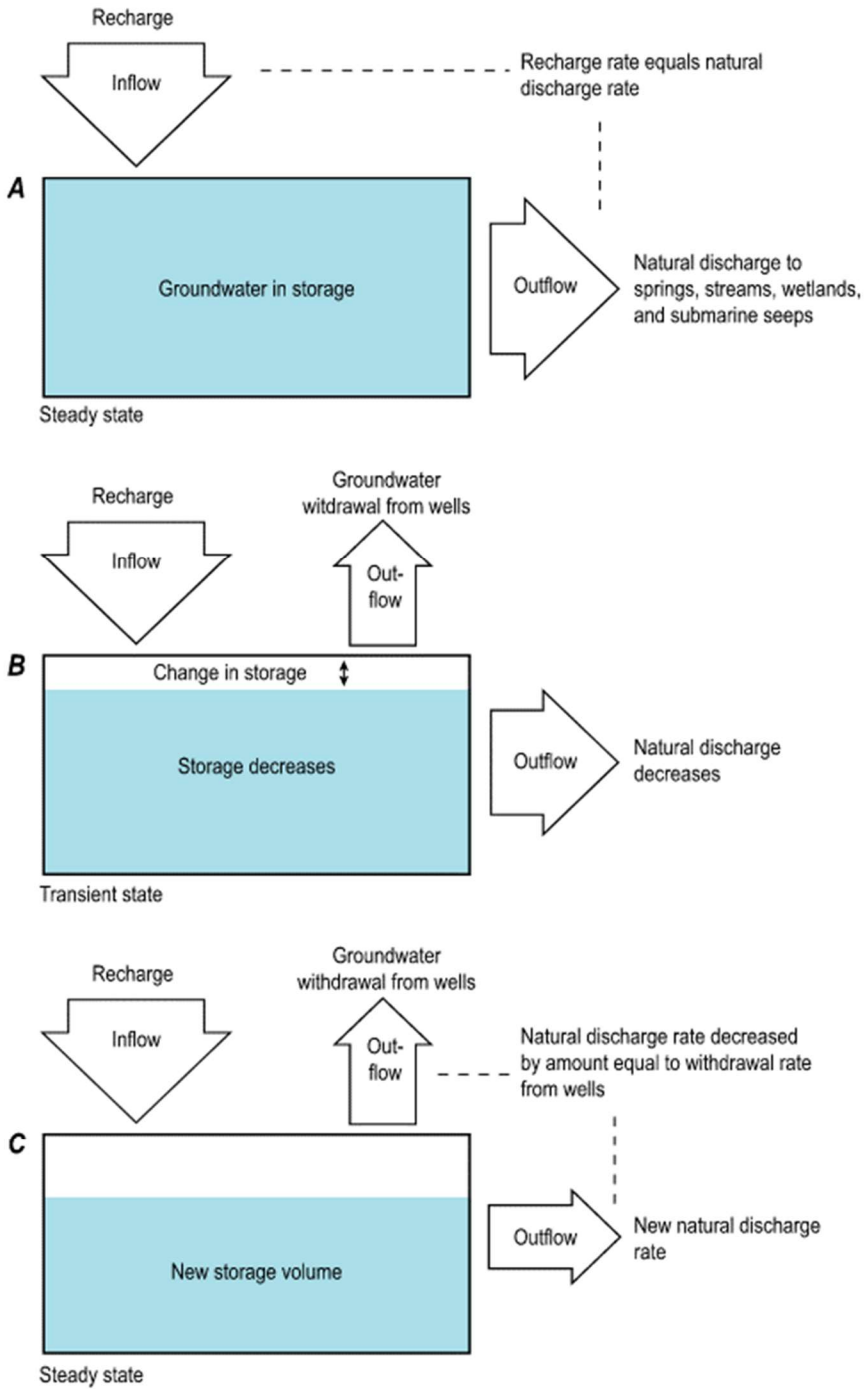 Recharge
Inflow
Recharge rate equals natural
discharge rate
A
Groundwater in storage
Outflow
Natural discharge to
springs, streams, wetlands,
and submarine seeps
Steady state
Recharge
Inflow
Groundwater
witdrawal from wells
Out-
flow
B
Change in storage
Storage decreases
Outflow
Natural discharge
decreases
Transient state
Recharge
Inflow
Groundwater
withdrawal from wells
Out-
flow
Natural discharge rate decreased
by amount equal to withdrawal rate
from wells
C
New storage volume
Outflow
New natural discharge
rate
Steady state